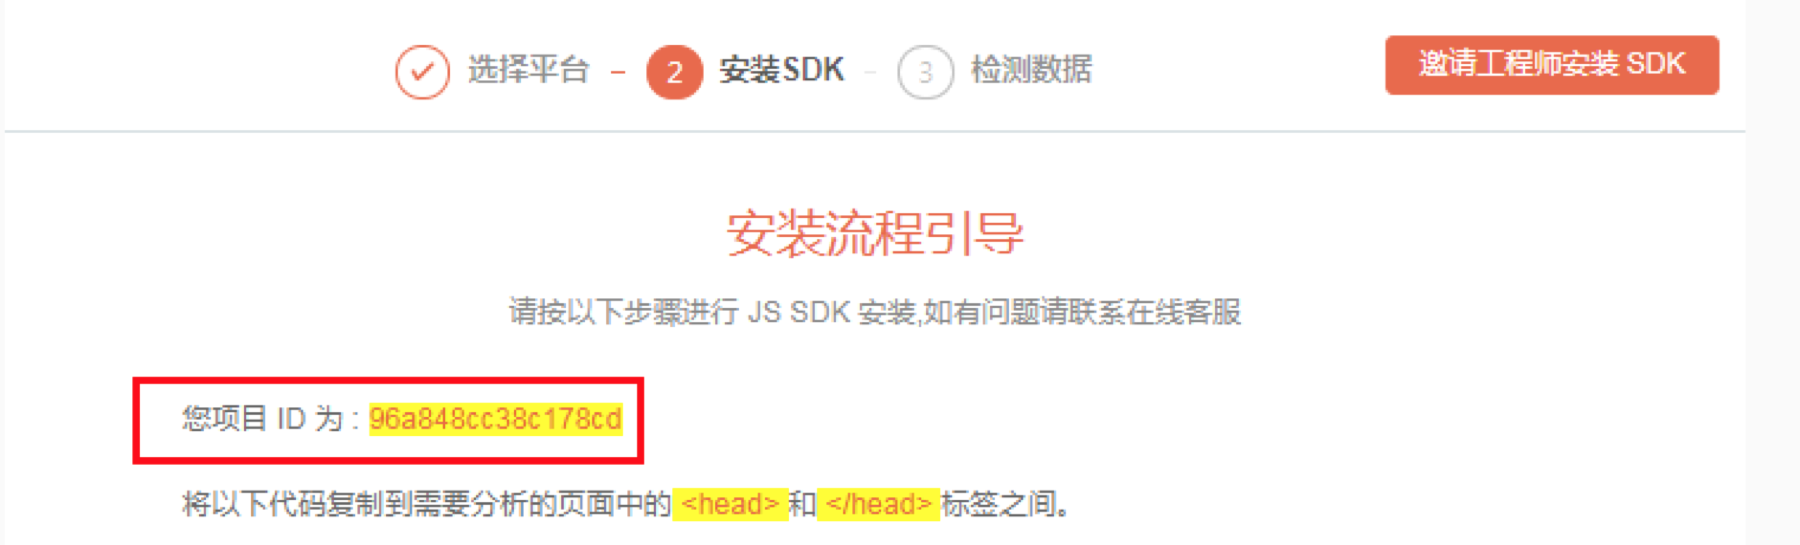 选择平台 - 2 安装SDK - 3 检测数据 邀请工程师安装 SDK
安装流程引导
请按以下步骤进行 JS SDK 安装,如有问题请联系在线客服
您项目 ID 为 : 96a848cc38c178cd
将以下代码复制到需要分析的页面中的 <head> 和 </head> 标签之间。